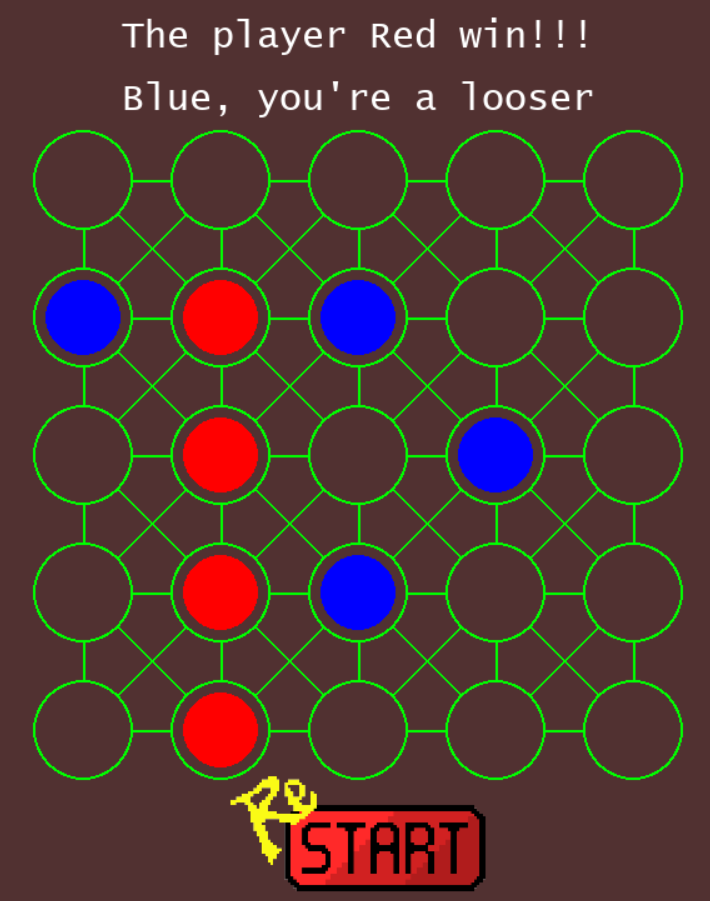 The player Red win!!!
Blue, you're a looser
Re
START